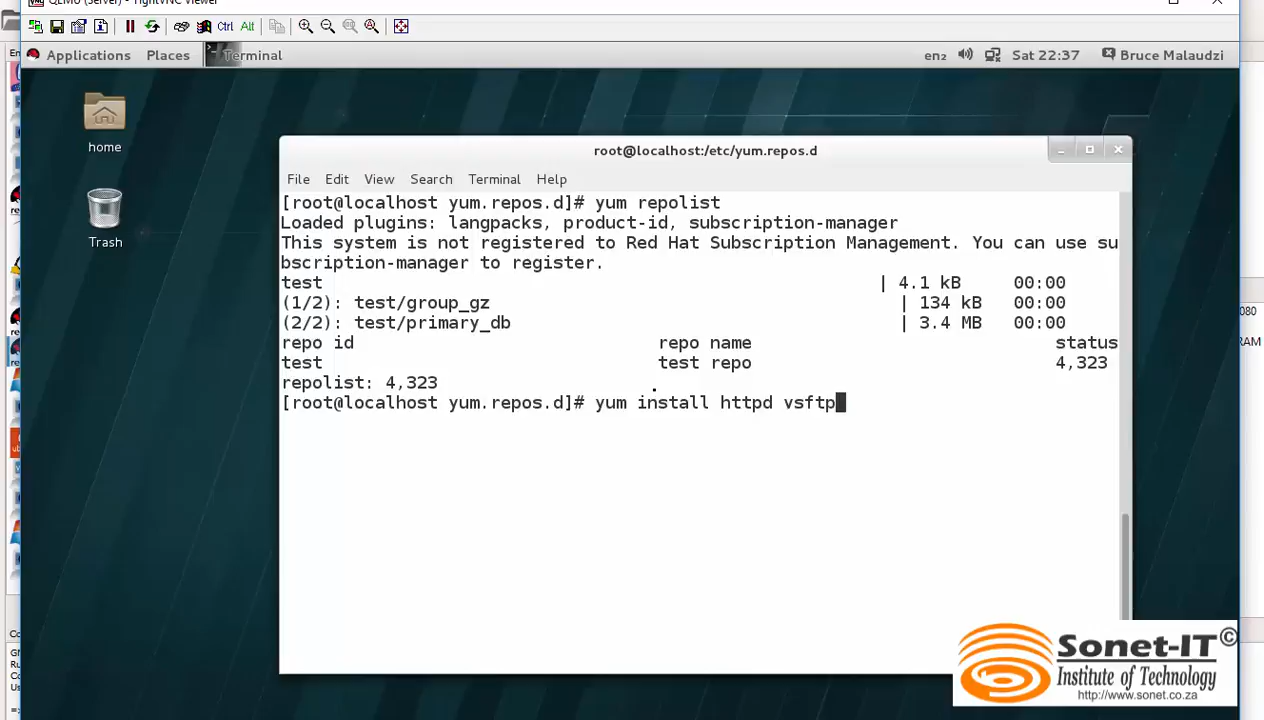 QEMU (Server) - TightVNC Viewer
Ctrl Alt
Applications Places Terminal en2 Sat 22:37 Bruce Malaudzi
home
Trash
root@localhost:/etc/yum.repos.d
File Edit View Search Terminal Help
[root@localhost yum.repos.d]# yum repolist
Loaded plugins: langpacks, product-id, subscription-manager
This system is not registered to Red Hat Subscription Management. You can use su
bscription-manager to register.
test | 4.1 kB 00:00
(1/2): test/group_gz | 134 kB 00:00
(2/2): test/primary_db | 3.4 MB 00:00
repo id repo name status
test test repo 4,323
repolist: 4,323
[root@localhost yum.repos.d]# yum install httpd vsftp
Sonet-IT©
Institute of Technology
http://www.sonet.co.za